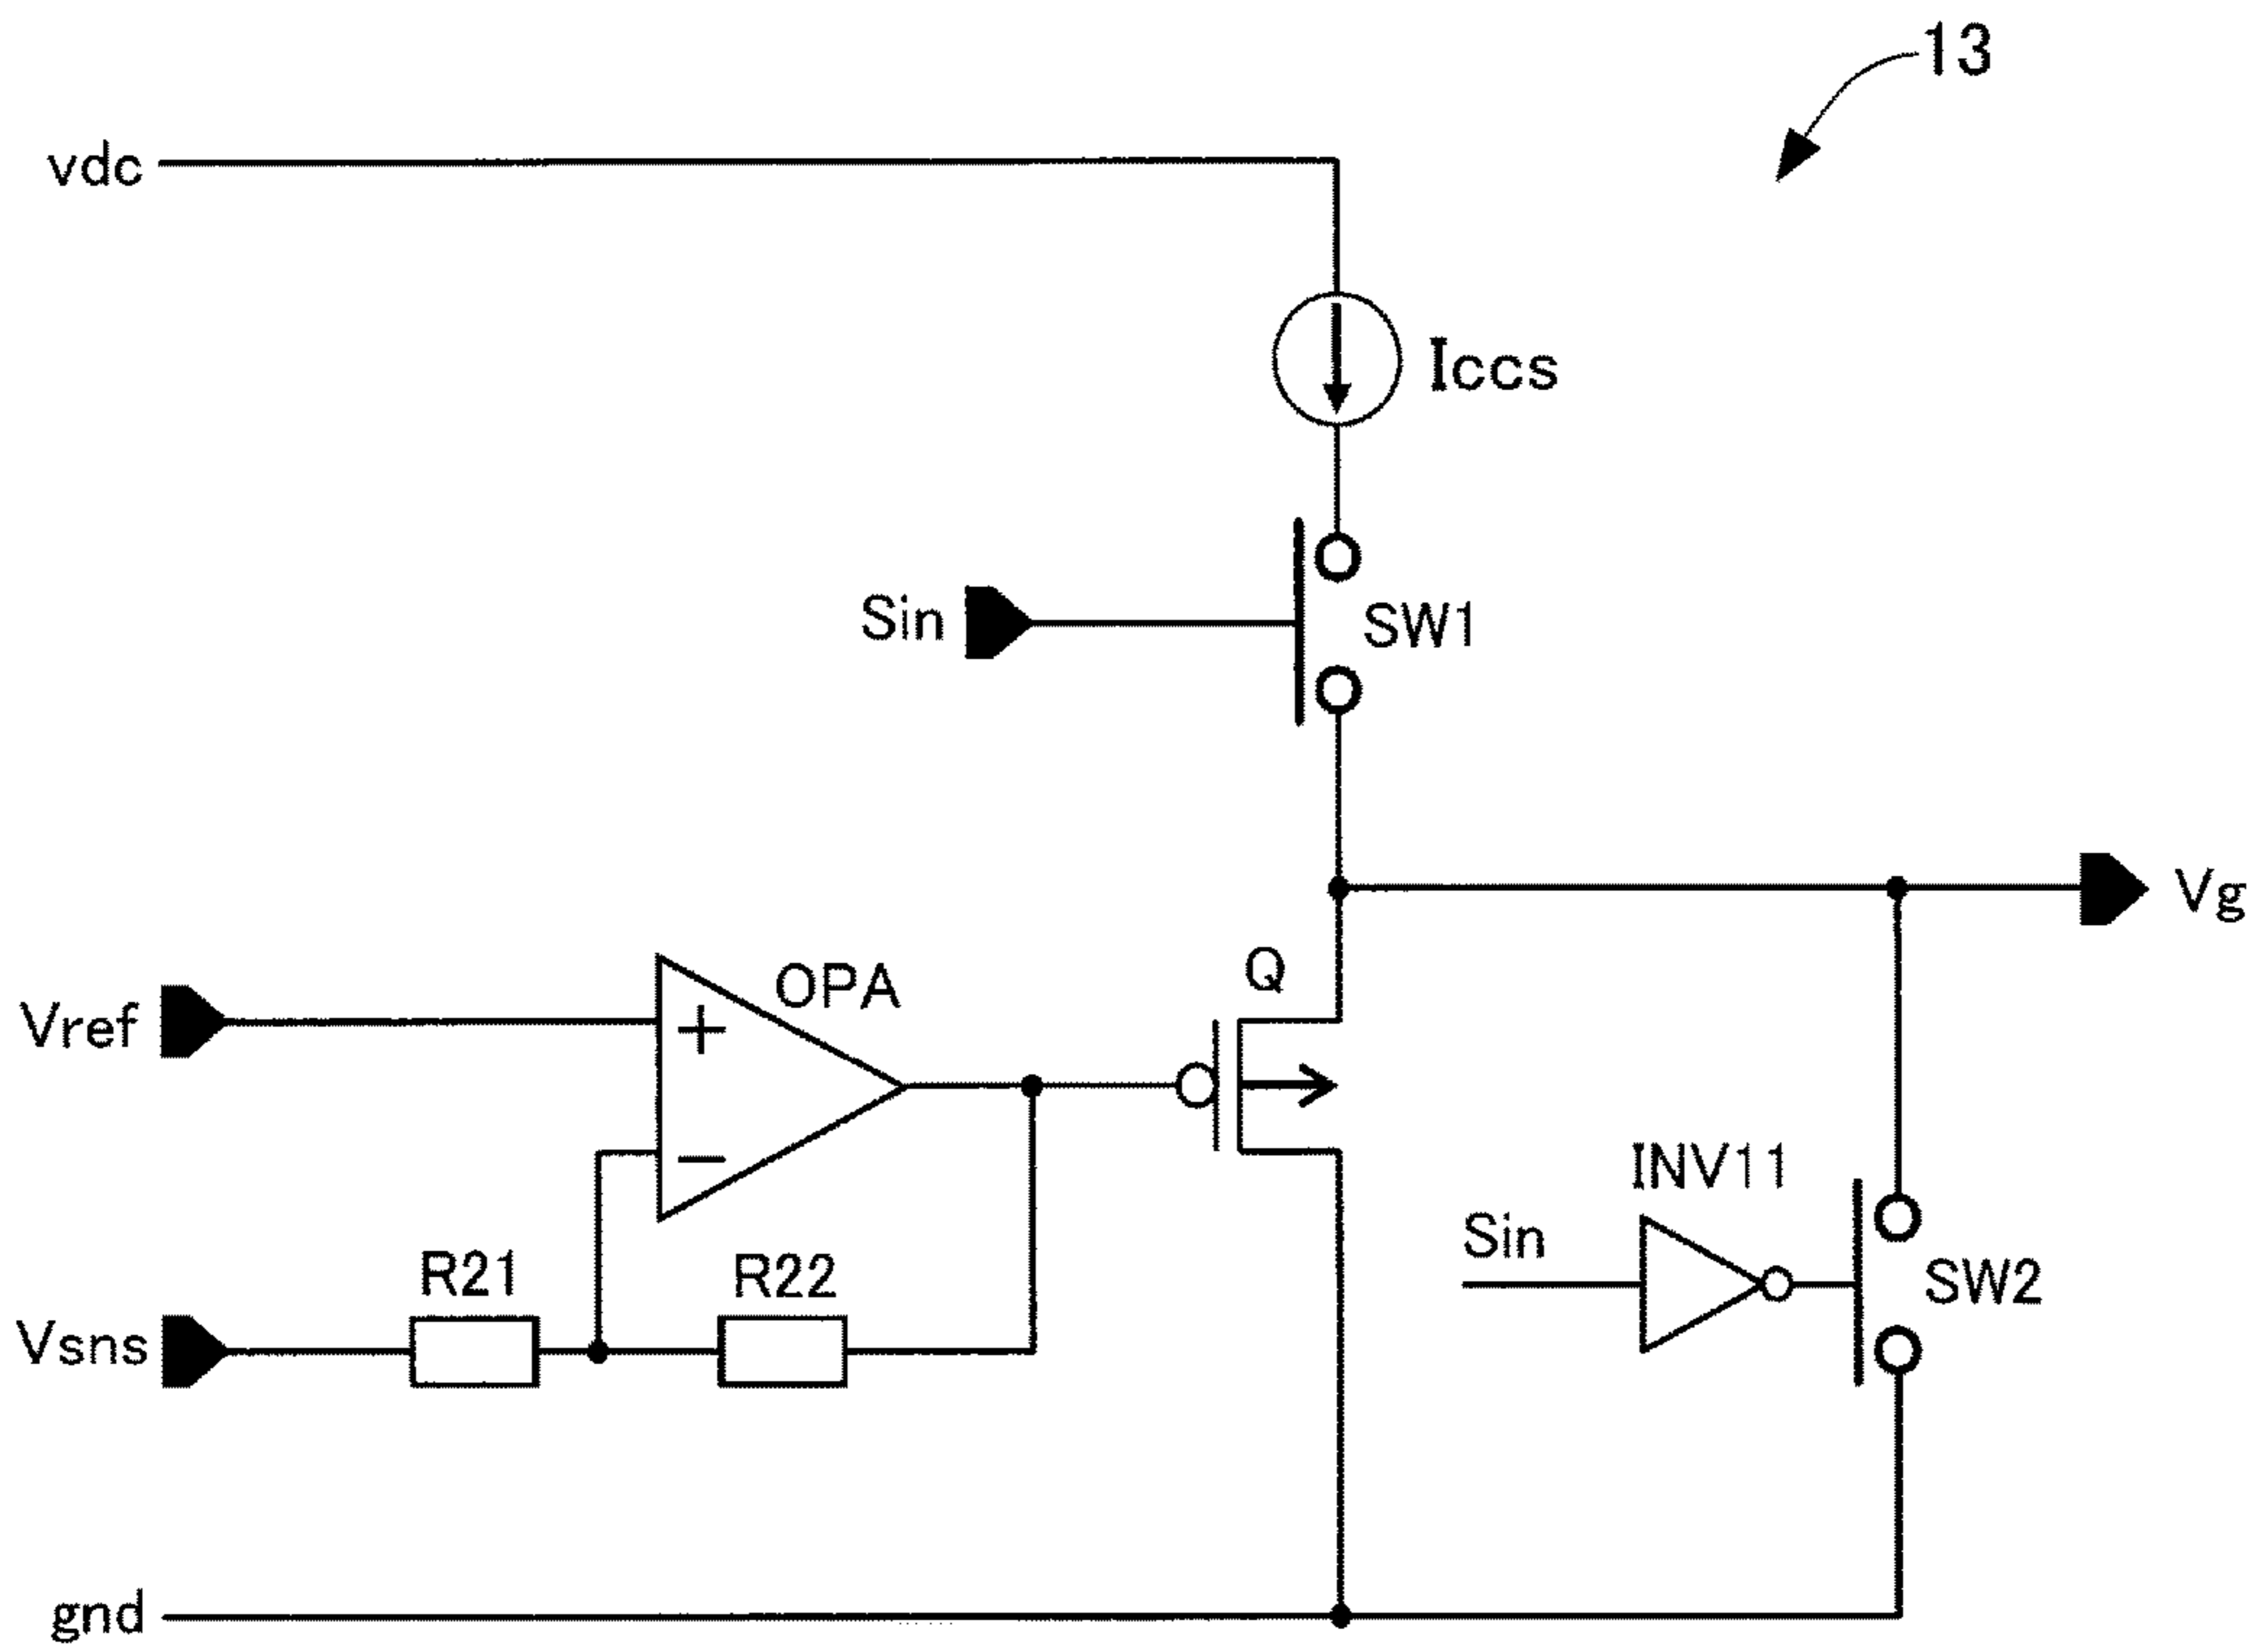 13
vdc
Iccs
Sin
SW1
Vg
OPA
Q
Vref
+
−
INV11
Sin
SW2
R21
R22
Vsns
gnd